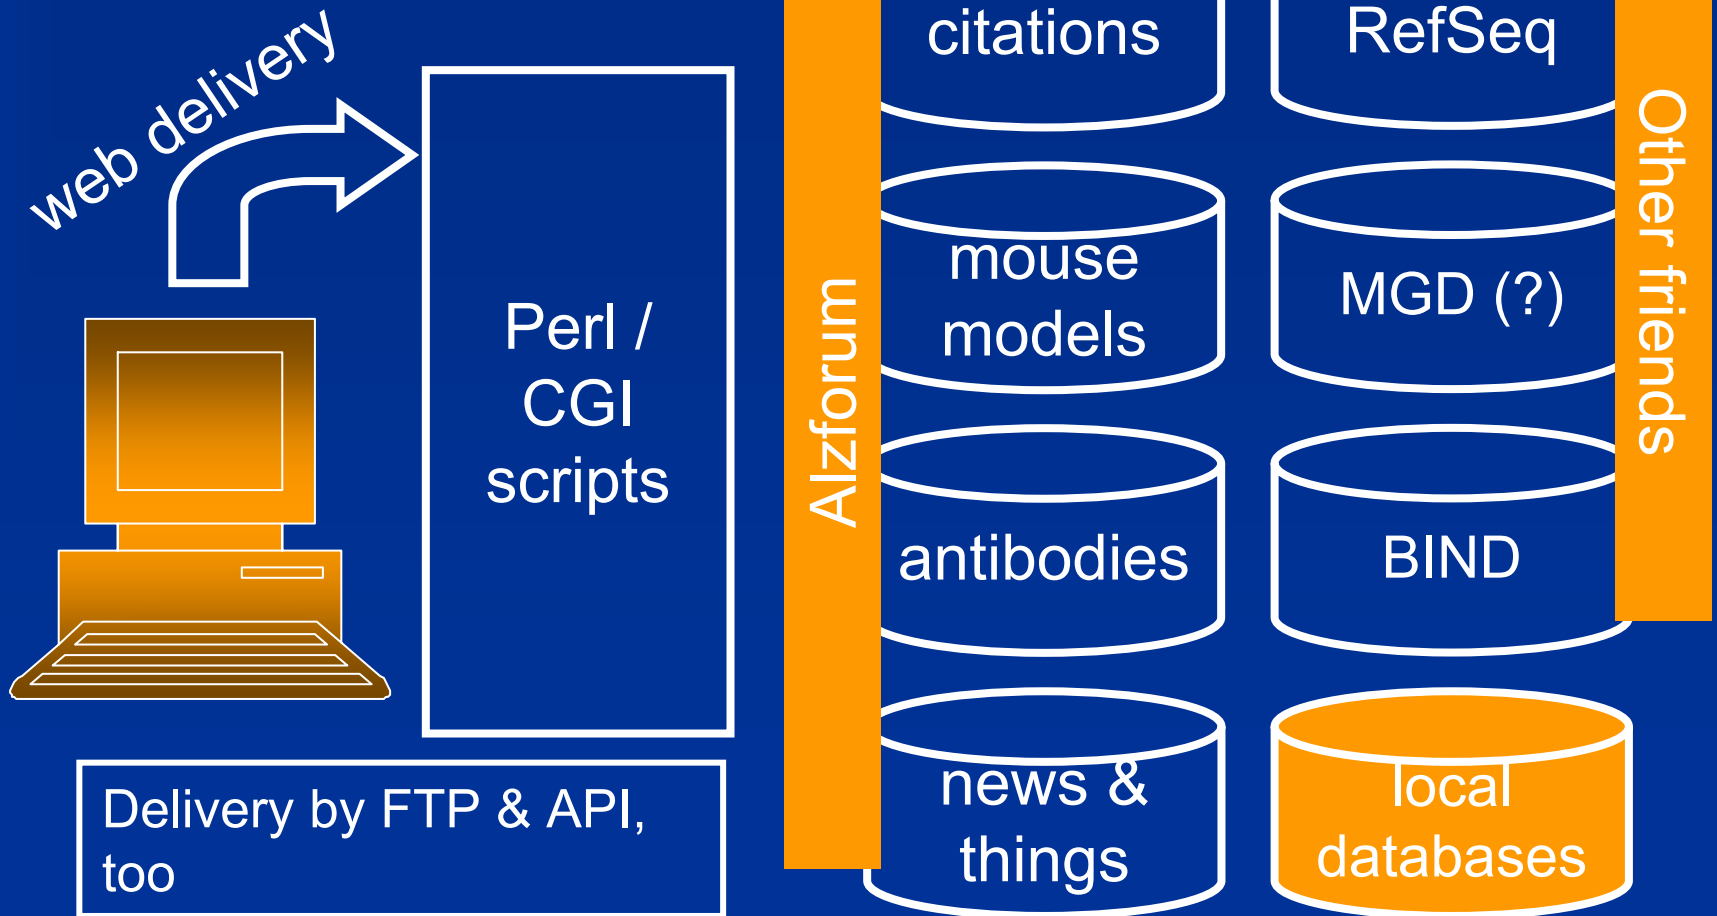 web delivery
Perl /
CGI
scripts
Delivery by FTP & API,
too
Alzforum
citations
mouse
models
antibodies
news &
things
RefSeq
MGD (?)
BIND
local
databases
Other friends